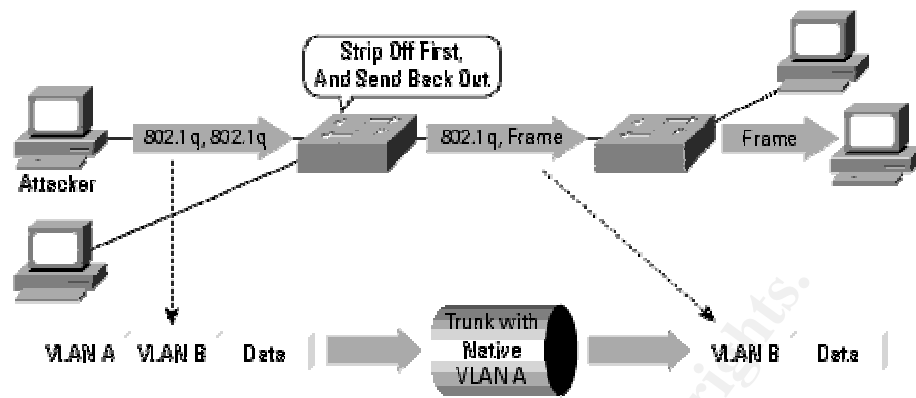 Strip Off First,
And Send Back Out.
802.1q, 802.1q
802.1q, Frame
Frame
Attacker
Trunk with
Native
VLAN A
VLAN A VLAN B Data
VLAN B Data
rights.